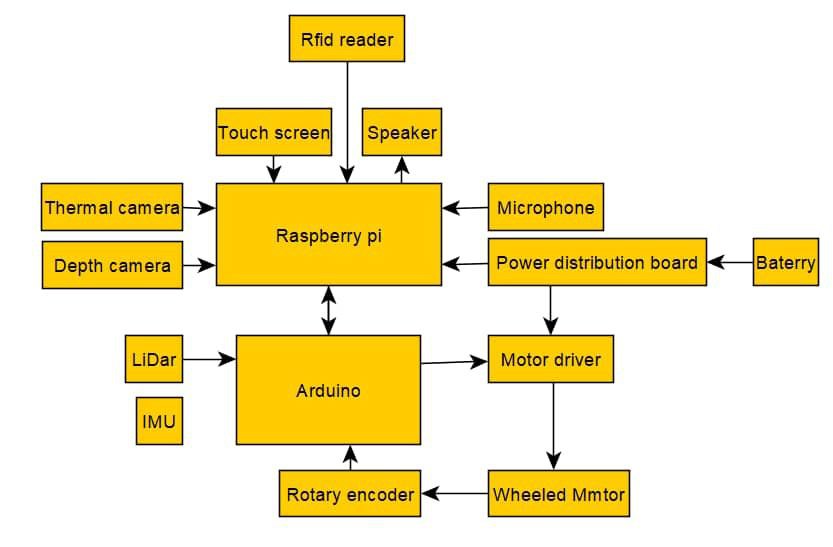 Rfid reader
Touch screen
Speaker
Thermal camera
Microphone
Raspberry pi
Depth camera
Power distribution board
Baterry
LiDar
Motor driver
Arduino
IMU
Rotary encoder
Wheeled Mmtor